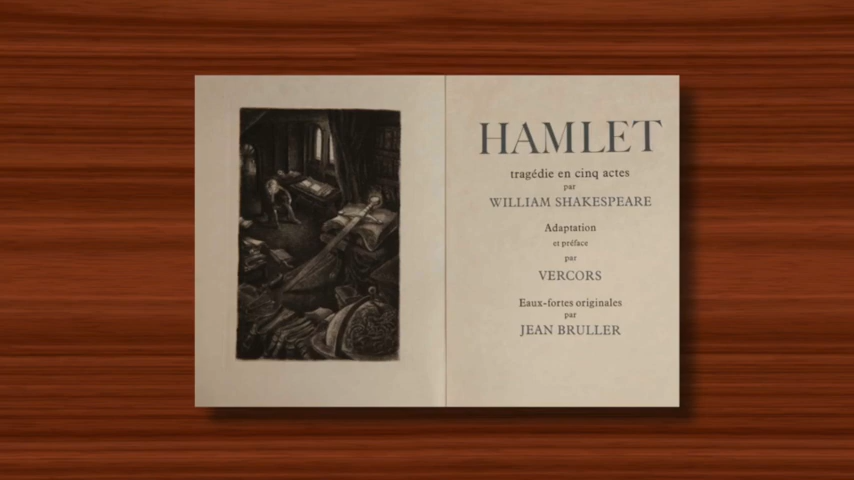 HAMLET
tragédie en cinq actes
par
WILLIAM SHAKESPEARE
Adaptation
et préface
par
VERCORS
Eaux-fortes originales
par
JEAN BRULLER